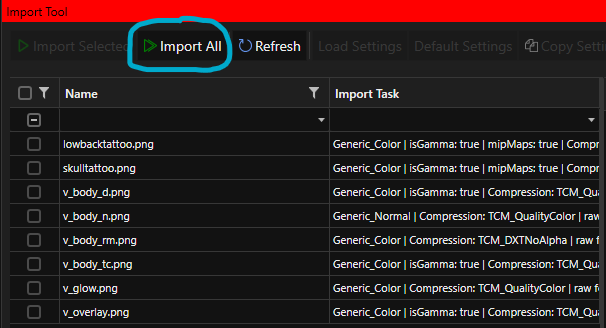 Import Tool
Import Selected Import All Refresh Load Settings Default Settings Copy Setti
Name Import Task
lowbacktattoo.png Generic_Color | isGamma: true | mipMaps: true | Compr
skulltattoo.png Generic_Color | isGamma: true | mipMaps: true | Compr
v_body_d.png Generic_Color | isGamma: true | Compression: TCM_Qua
v_body_n.png Generic_Normal | Compression: TCM_QualityColor | raw
v_body_rm.png Generic_Color | Compression: TCM_DXTNoAlpha | raw f
v_body_tc.png Generic_Color | isGamma: true | Compression: TCM_Qua
v_glow.png Generic_Color | Compression: TCM_QualityColor | raw fo
v_overlay.png Generic_Color | isGamma: true | Compression: TCM_Qua